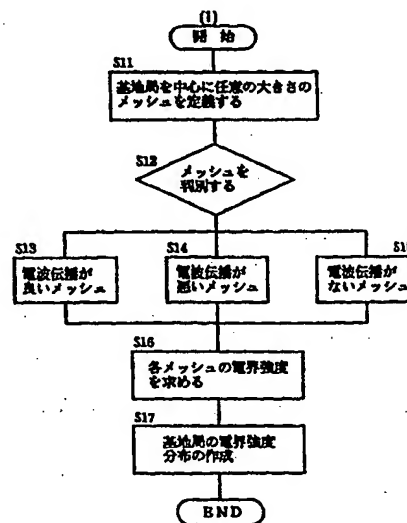 (1)
開 始
S11
基地局を中心に任意の大きさの
メッシュを定義する
S12
メッシュを
判別する
S13
電波伝播が
良いメッシュ
S14
電波伝播が
悪いメッシュ
電波伝播が
ないメッシュ
S16
各メッシュの電界強度
を求める
S17
基地局の電界強度
分布の作成
END